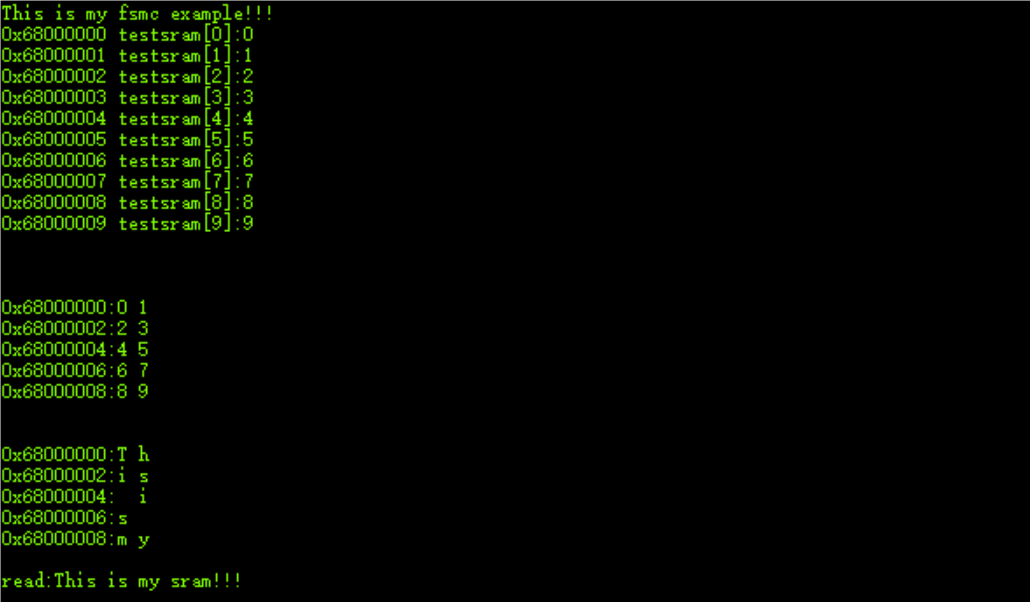 This is my fsmc example!!!
0x68000000 testsram[0]:0
0x68000001 testsram[1]:1
0x68000002 testsram[2]:2
0x68000003 testsram[3]:3
0x68000004 testsram[4]:4
0x68000005 testsram[5]:5
0x68000006 testsram[6]:6
0x68000007 testsram[7]:7
0x68000008 testsram[8]:8
0x68000009 testsram[9]:9
0x68000000:0 1
0x68000002:2 3
0x68000004:4 5
0x68000006:6 7
0x68000008:8 9
0x68000000:T h
0x68000002:i s
0x68000004:  i
0x68000006:s
0x68000008:m y
read:This is my sram!!!